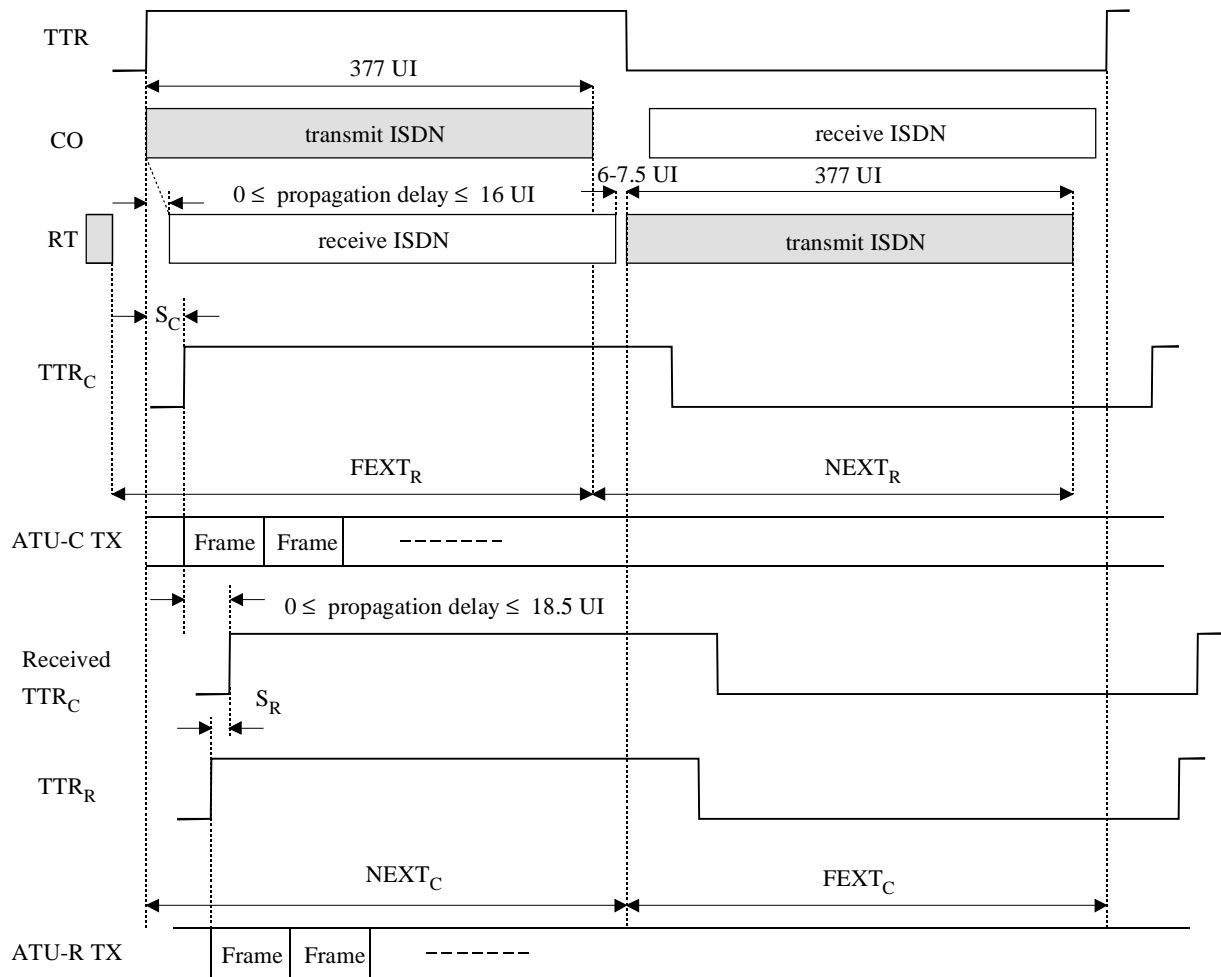 TTR
377 UI
CO
transmit ISDN
receive ISDN
6-7.5 UI
377 UI
0 ≤ propagation delay ≤ 16 UI
RT
receive ISDN
transmit ISDN
S_C
TTR_C
FEXT_R
NEXT_R
ATU-C TX
Frame
Frame
0 ≤ propagation delay ≤ 18.5 UI
Received
TTR_C
S_R
TTR_R
NEXT_C
FEXT_C
ATU-R TX
Frame
Frame